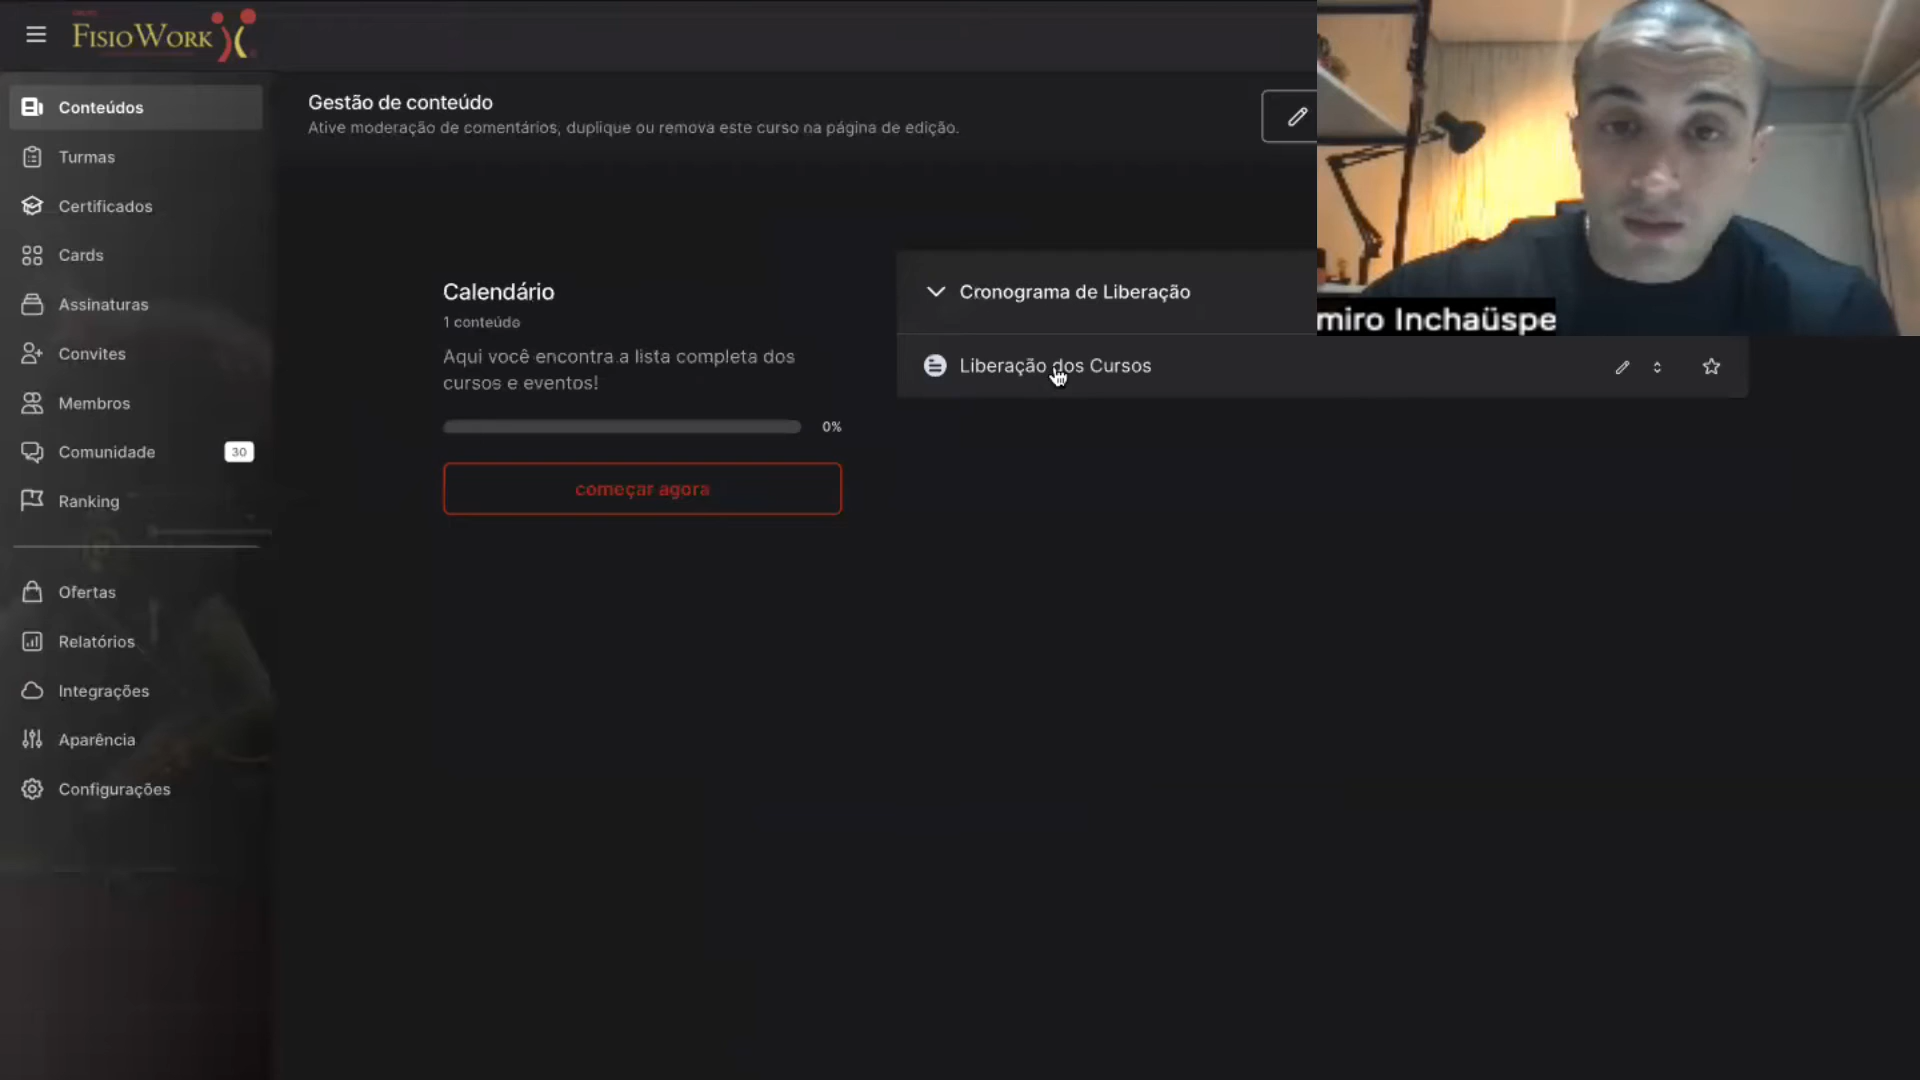 FISIOWORK
Conteúdos
Turmas
Certificados
Cards
Assinaturas
Convites
Membros
Comunidade
30
Ranking
Ofertas
Relatórios
Integrações
Aparência
Configurações
Gestão de conteúdo
Ative moderação de comentários, duplique ou remova este curso na página de edição.
Calendário
1 conteúdo
Aqui você encontra a lista completa dos
cursos e eventos!
0%
começar agora
Cronograma de Liberação
Liberação dos Cursos
miro Inchaüspe